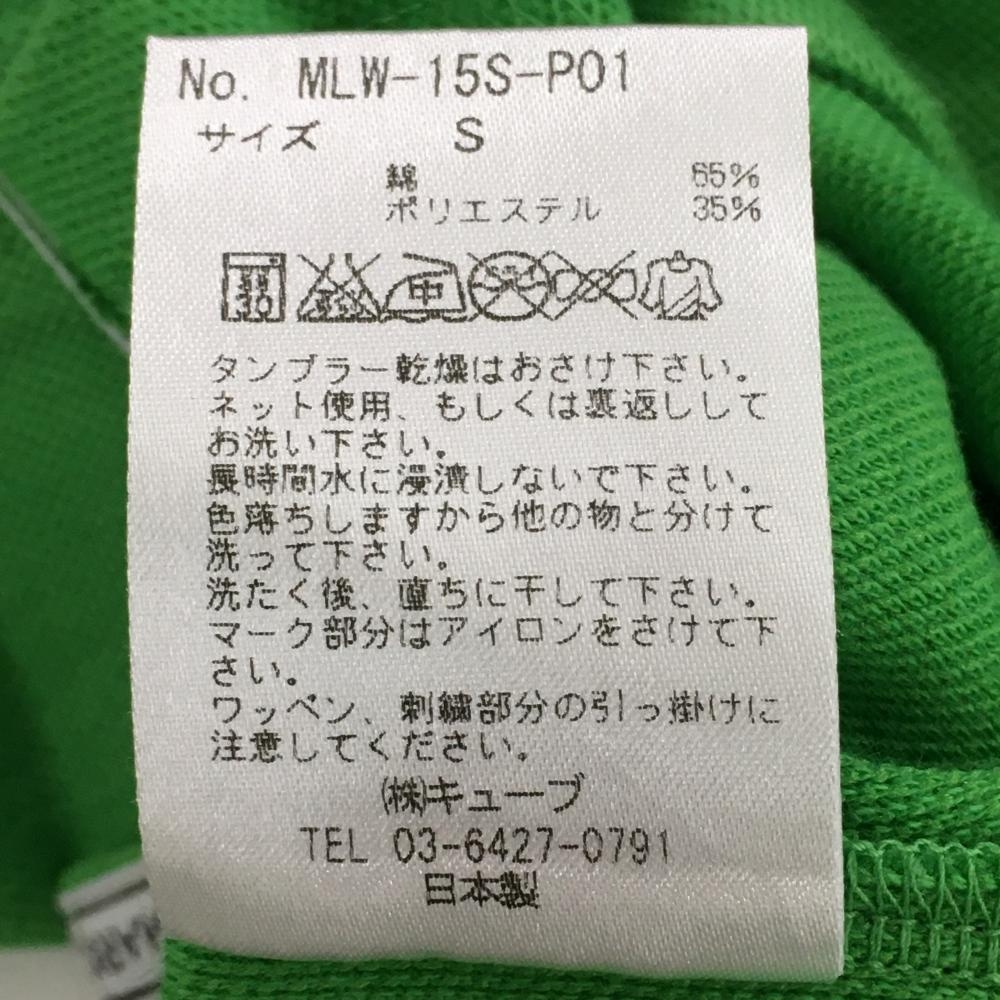 No. MLW-15S-P01
サイズ S
綿 65%
ポリエステル 35%
中
タンブラー乾燥はおさけ下さい。
ネット使用、もしくは裏返しして
お洗い下さい。
長時間水に浸漬しないで下さい。
色落ちしますから他の物と分けて
洗って下さい。
洗たく後、直ちに干して下さい。
マーク部分はアイロンをさけて下
さい。
ワッペン、刺繍部分の引っ掛けに
注意してください。
㈱キューブ
TEL 03-6427-0791
日本製